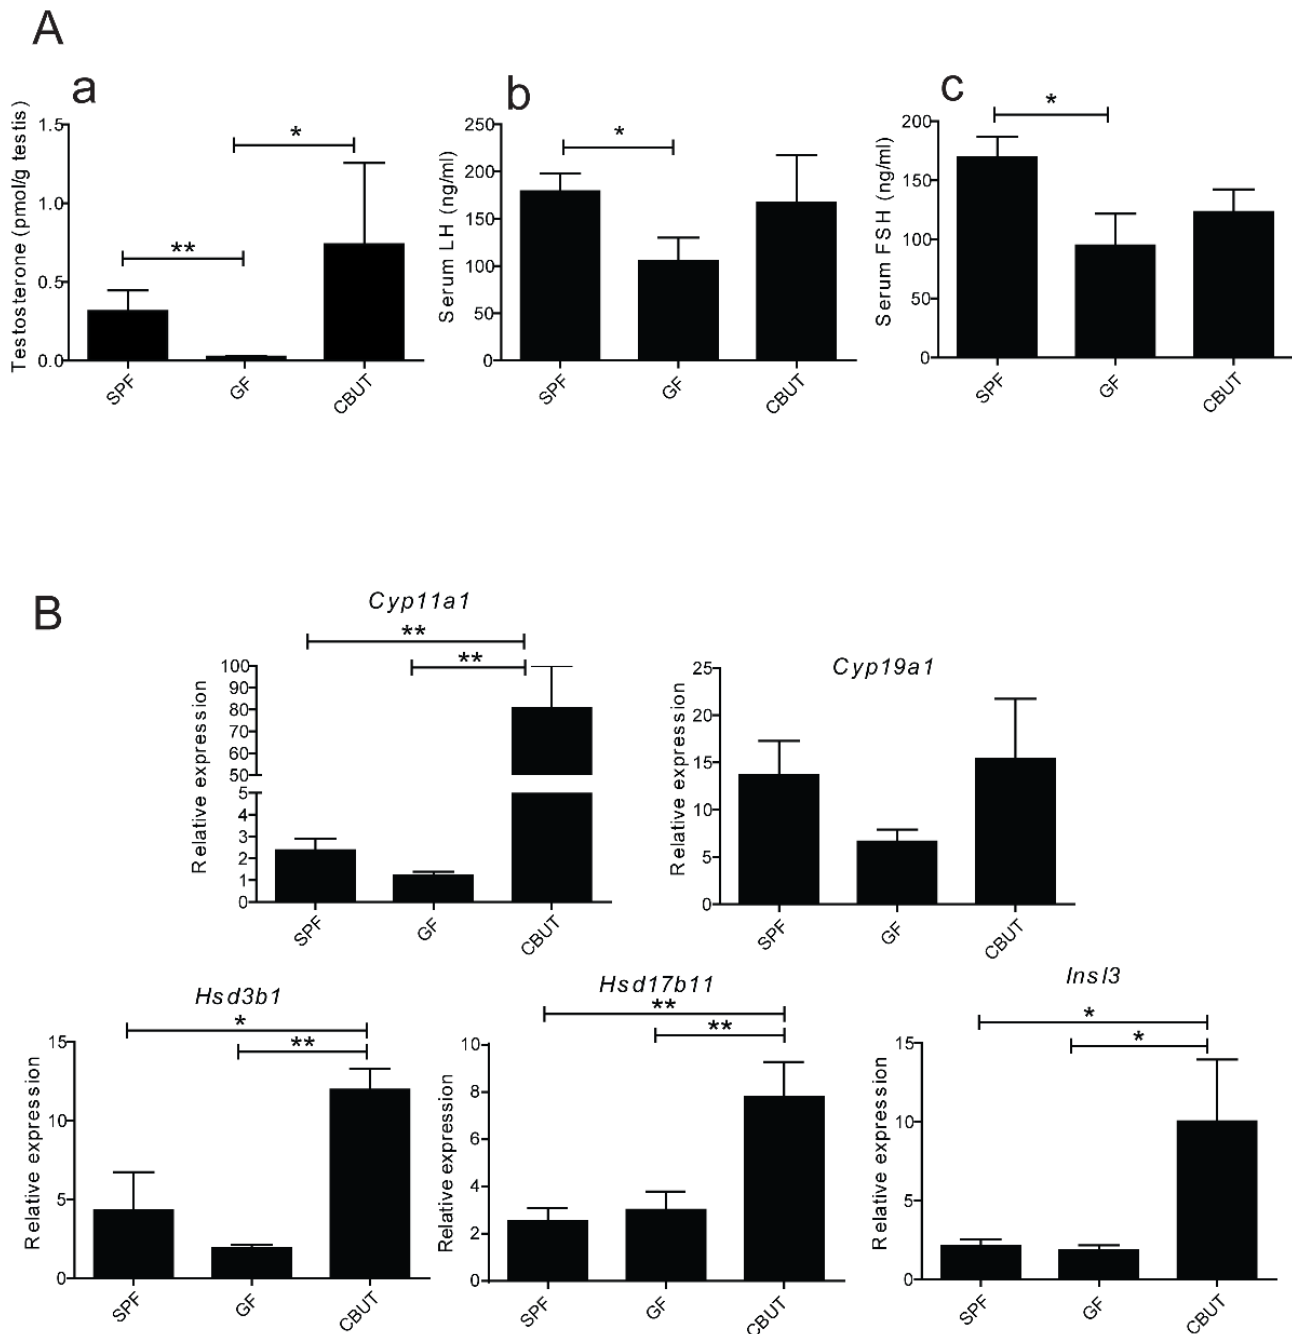 A
a
Testosterone (pmol/g testis)
1.5
1.0
0.5
0.0
*
**
SPF
GF
CBUT
b
Serum LH (ng/ml)
250
200
150
100
50
0
*
SPF
GF
CBUT
c
Serum FSH (ng/ml)
200
150
100
50
0
*
SPF
GF
CBUT
B
Cyp11a1
**
**
Relative expression
100
90
80
70
60
50
5
4
3
2
1
0
SPF
GF
CBUT
Cyp19a1
Relative expression
25
20
15
10
5
0
SPF
GF
CBUT
Hsd3b1
*
**
Relative expression
15
10
5
0
SPF
GF
CBUT
Hsd17b11
**
**
Relative expression
10
8
6
4
2
0
SPF
GF
CBUT
Insl3
*
*
Relative expression
15
10
5
0
SPF
GF
CBUT